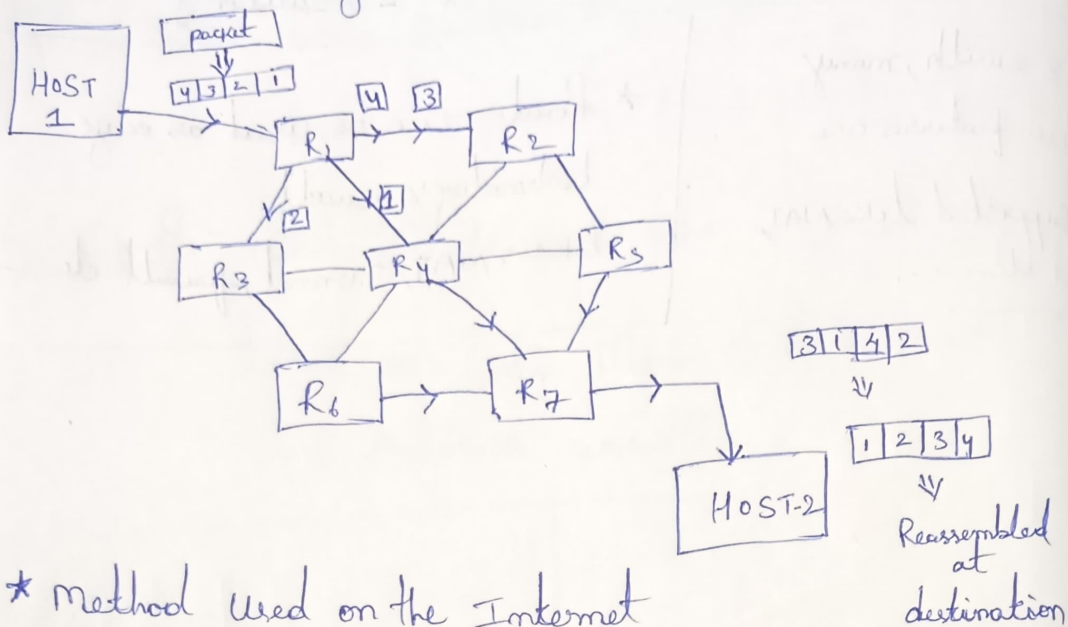 packet
HOST
1
4 3 2 1
4 3
R1
R2
2
1
R3
R4
R5
3 1 4 2
R6
R7
1 2 3 4
HOST-2
Reassembled
at
destination
* Method used on the Internet